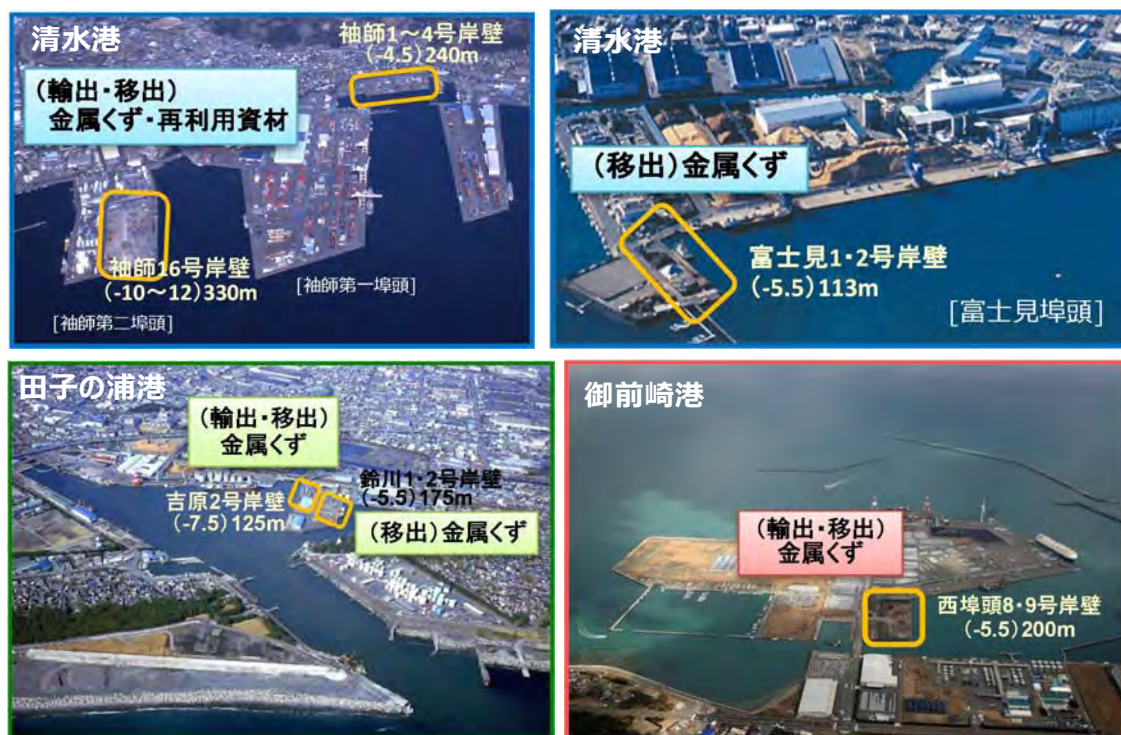 清水港
袖師1～4号岸壁
(-4.5)240m
(輸出・移出)
金属くず・再利用資材
袖師16号岸壁
(-10～12)330m
[袖師第一埠頭]
[袖師第二埠頭]
清水港
(移出)金属くず
富士見1・2号岸壁
(-5.5)113m
[富士見埠頭]
田子の浦港
(輸出・移出)
金属くず
鈴川1・2号岸壁
(-5.5)175m
吉原2号岸壁
(-7.5)125m
(移出)金属くず
御前崎港
(輸出・移出)
金属くず
西埠頭8・9号岸壁
(-5.5)200m